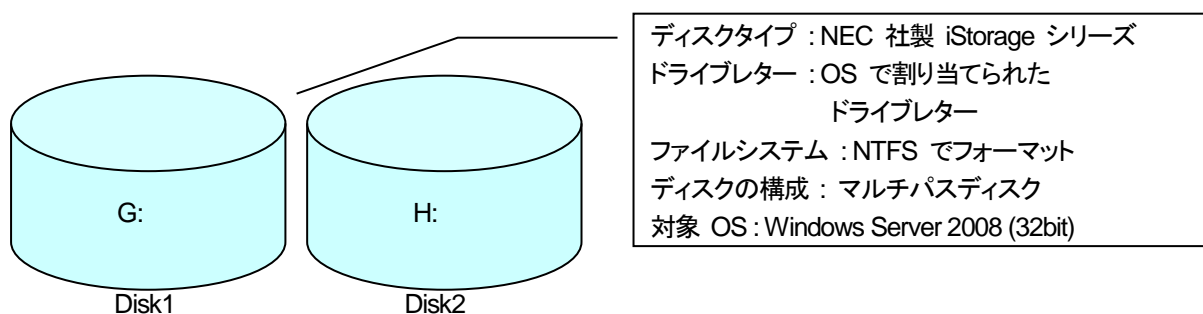 ディスクタイプ : NEC 社製 iStorage シリーズ
ドライブレター : OS で割り当てられた
ドライブレター
ファイルシステム : NTFS でフォーマット
ディスクの構成 : マルチパスディスク
対象 OS : Windows Server 2008 (32bit)
G: H:
Disk1 Disk2